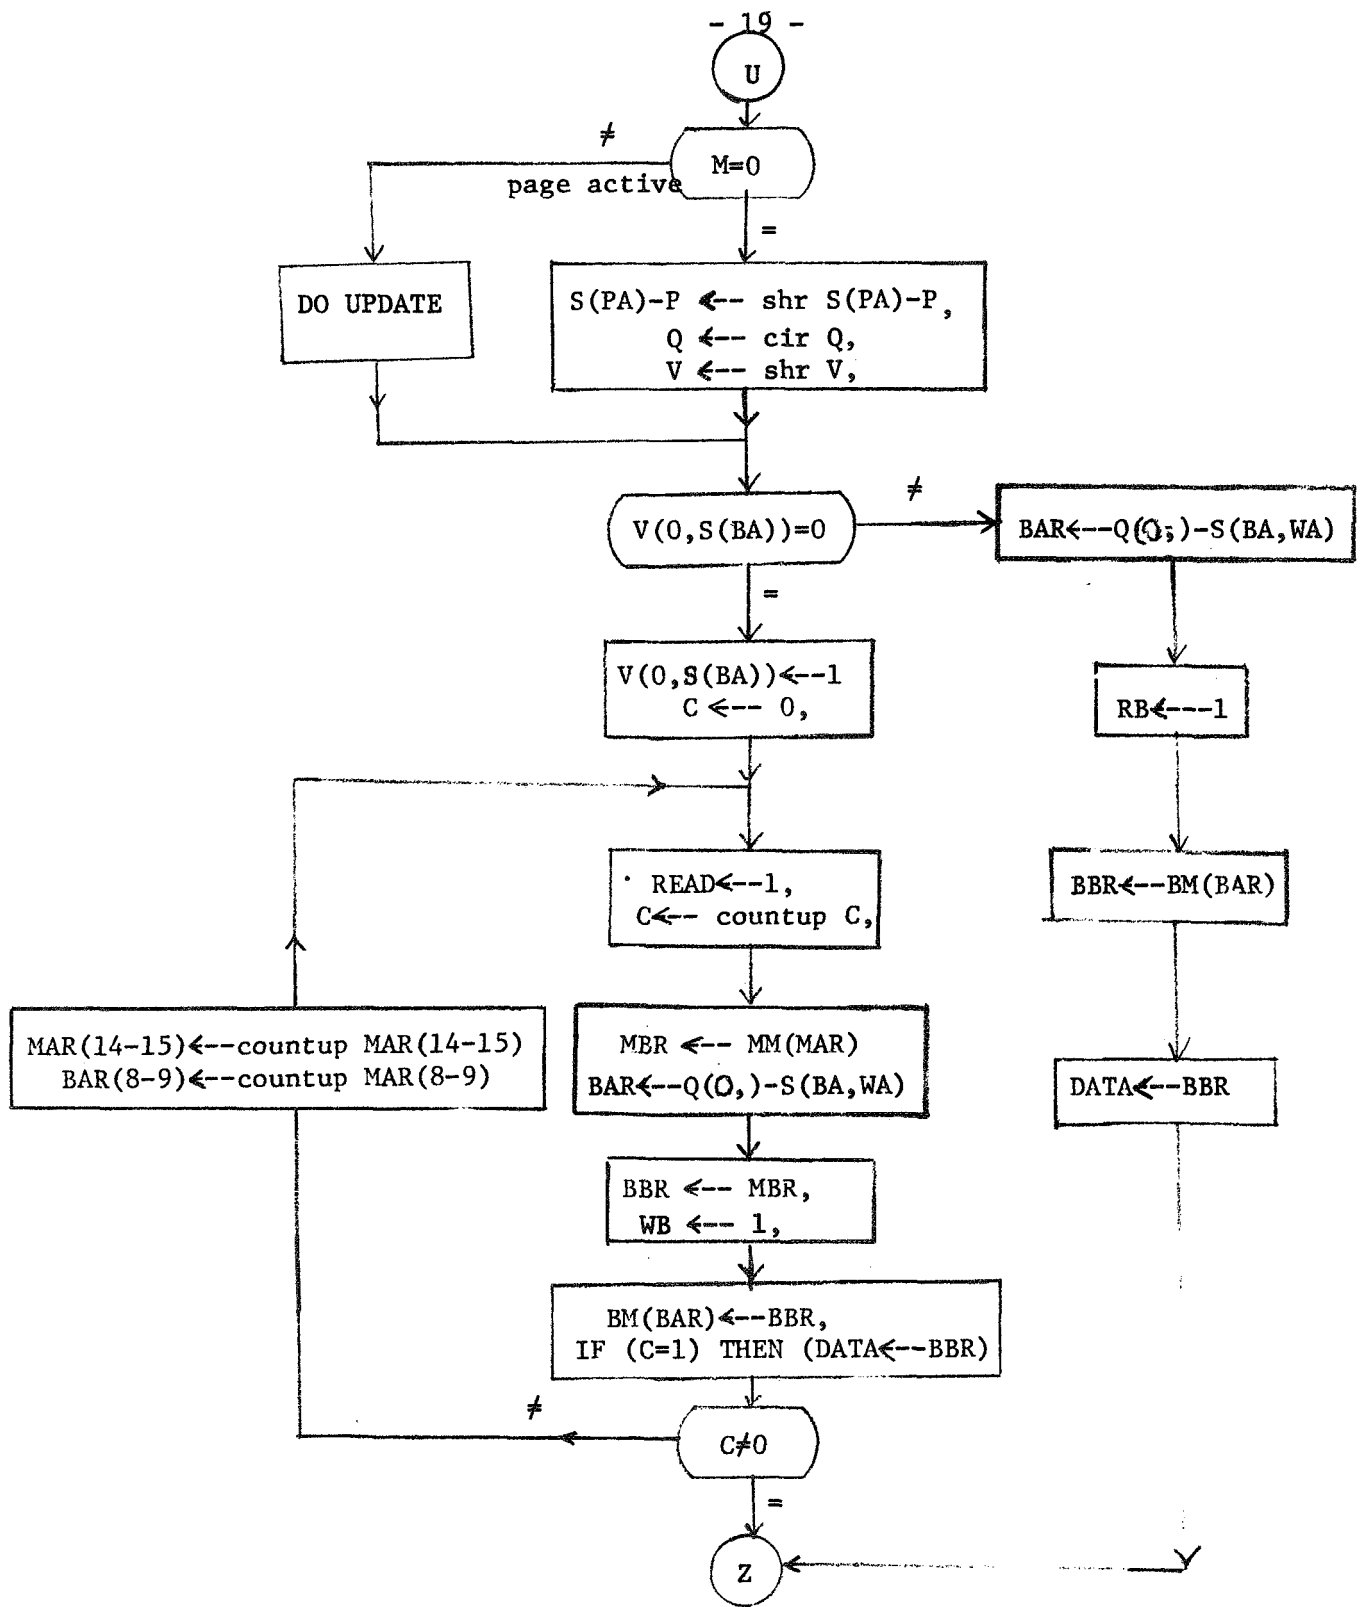 - 19 -
U
≠
M=0
page active
=
DO UPDATE
S(PA)-P <-- shr S(PA)-P,
Q <-- cir Q,
V <-- shr V,
V(0,S(BA))=0
≠
BAR<--Q(0,)-S(BA,WA)
=
V(0,S(BA))<--1
C <-- 0,
RB<---1
READ<--1,
C<-- countup C,
BBR<--BM(BAR)
MAR(14-15)<--countup MAR(14-15)
BAR(8-9)<--countup MAR(8-9)
MBR <-- MM(MAR)
BAR<--Q(0,)-S(BA,WA)
DATA<--BBR
BBR <-- MBR,
WB <-- 1,
BM(BAR)<--BBR,
IF (C=1) THEN (DATA<--BBR)
≠
C≠0
=
Z